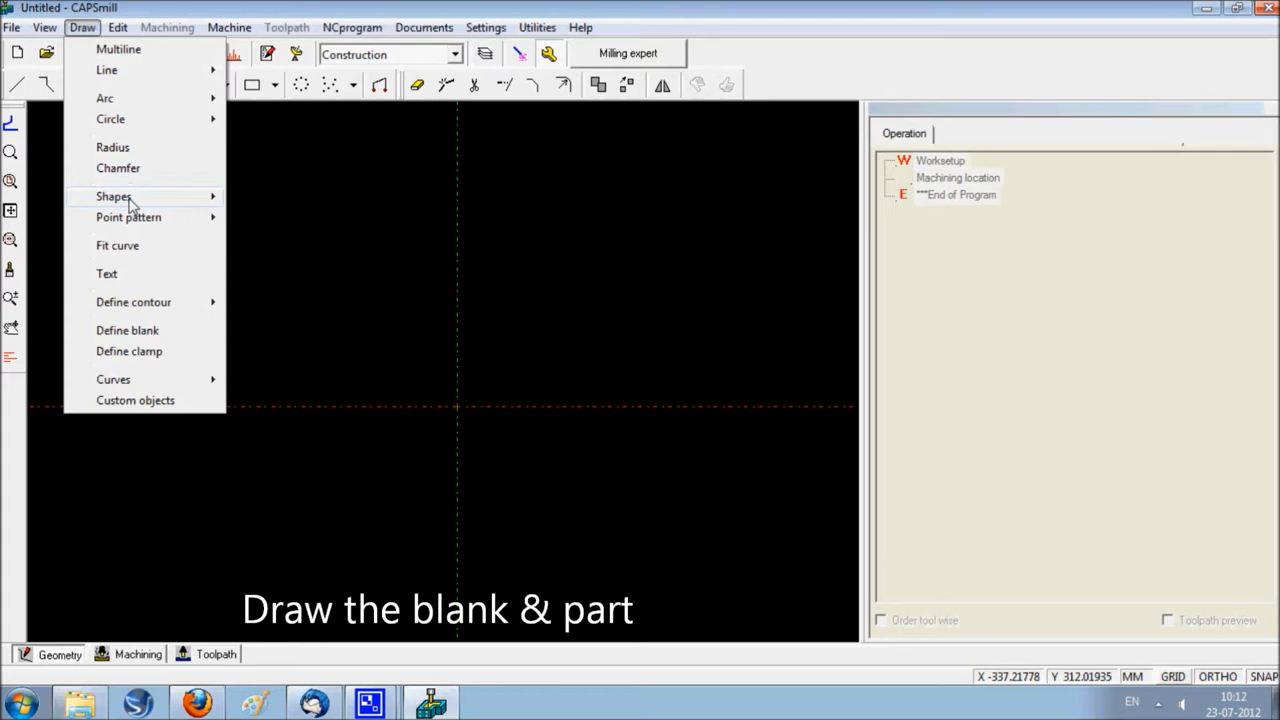 Untitled - CAPSmill
File View Draw Edit Machining Machine Toolpath NCprogram Documents Settings Utilities Help
Construction
Milling expert
Multiline
Line
Arc
Circle
Radius
Chamfer
Shapes
Point pattern
Fit curve
Text
Define contour
Define blank
Define clamp
Curves
Custom objects
Operation
W Worksetup
Machining location
E ***End of Program
Draw the blank & part
Order tool wise Toolpath preview
Geometry Machining Toolpath
X -337.21778 Y 312.01935 MM GRID ORTHO SNAP
EN 10:12
23-07-2012